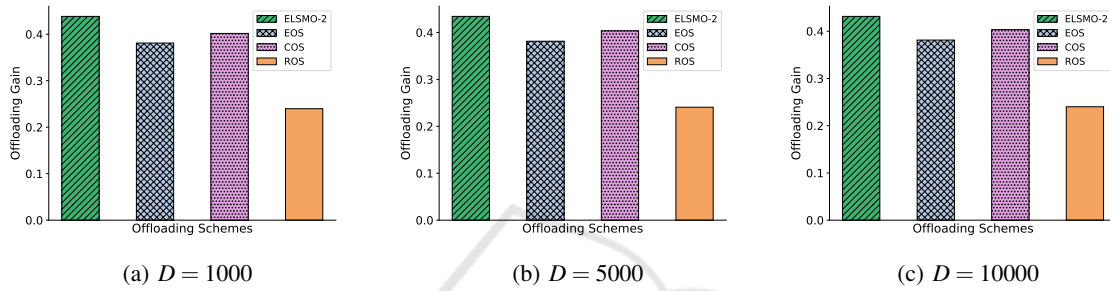 Offloading Gain
0.4
0.3
0.2
0.1
0.0
ELSMO-2
EOS
COS
ROS
Offloading Schemes
(a) D = 1000
Offloading Gain
0.4
0.3
0.2
0.1
0.0
ELSMO-2
EOS
COS
ROS
Offloading Schemes
(b) D = 5000
Offloading Gain
0.4
0.3
0.2
0.1
0.0
ELSMO-2
EOS
COS
ROS
Offloading Schemes
(c) D = 10000